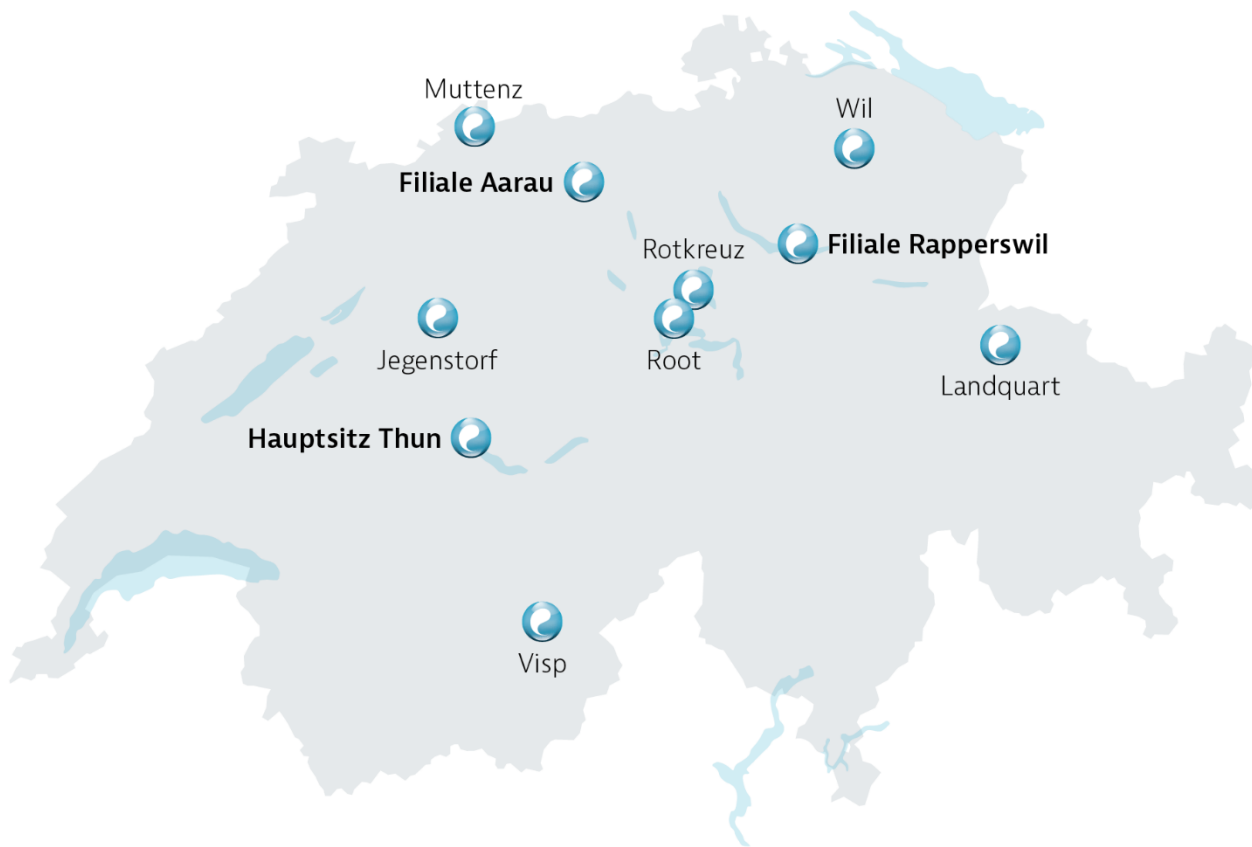 Muttenz
Wil
Filiale Aarau
Filiale Rapperswil
Rotkreuz
Jegenstorf
Root
Landquart
Hauptsitz Thun
Visp